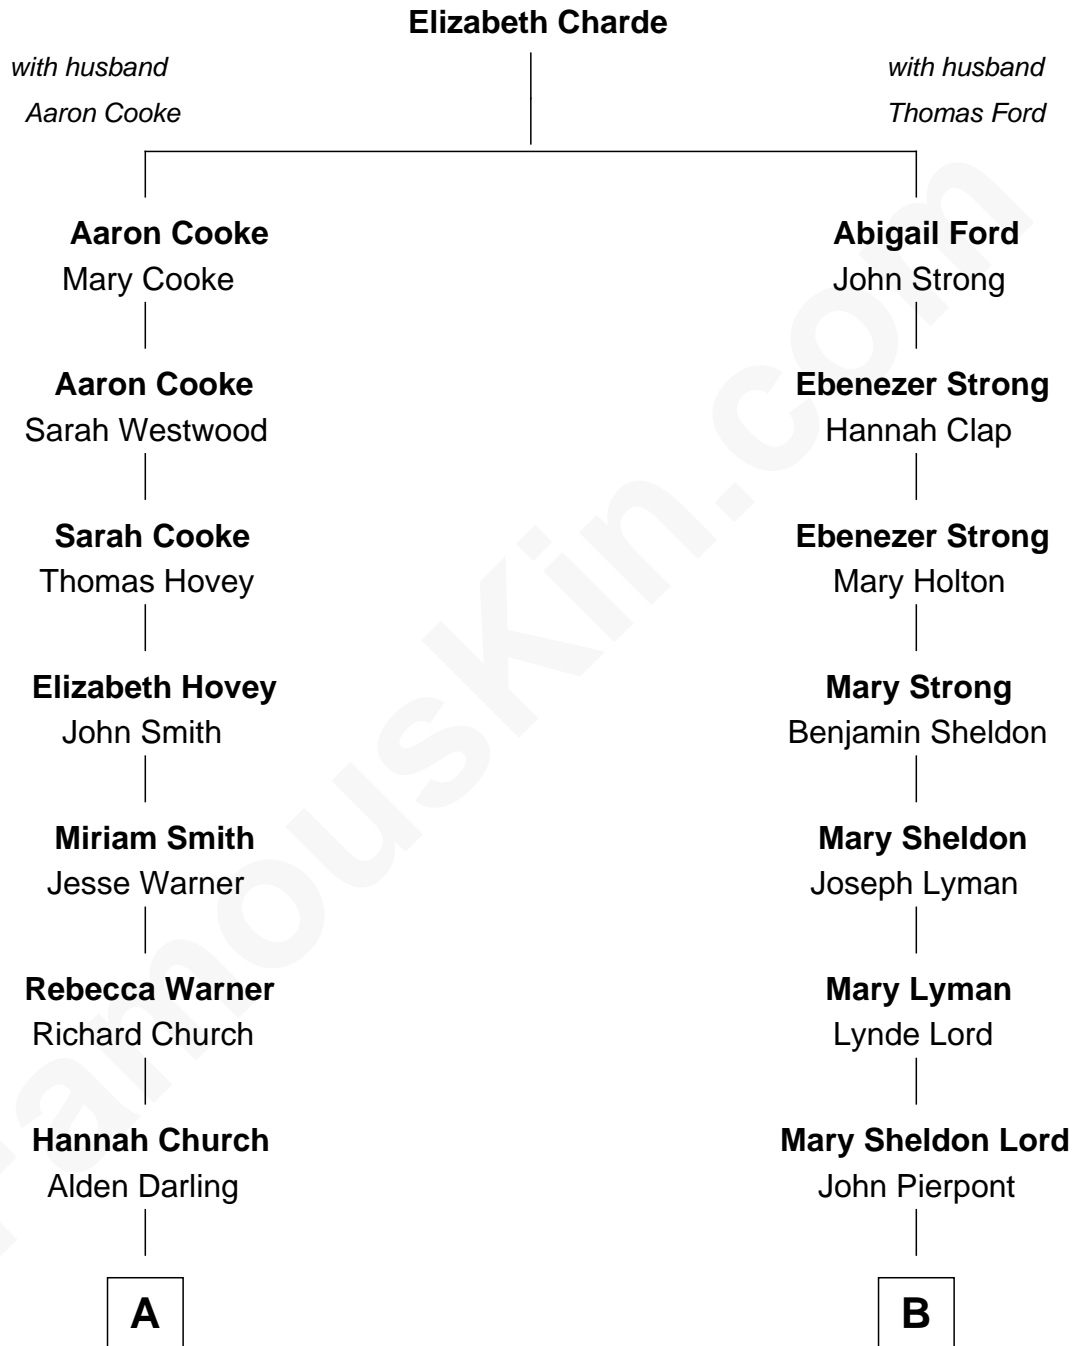 Elizabeth Charde
with husband
Aaron Cooke
with husband
Thomas Ford
Aaron Cooke
Mary Cooke
Abigail Ford
John Strong
Aaron Cooke
Sarah Westwood
Ebenezer Strong
Hannah Clap
Sarah Cooke
Thomas Hovey
Ebenezer Strong
Mary Holton
Elizabeth Hovey
John Smith
Mary Strong
Benjamin Sheldon
Miriam Smith
Jesse Warner
Mary Sheldon
Joseph Lyman
Rebecca Warner
Richard Church
Mary Lyman
Lynde Lord
Hannah Church
Alden Darling
Mary Sheldon Lord
John Pierpont
A
B
FamousKin.com